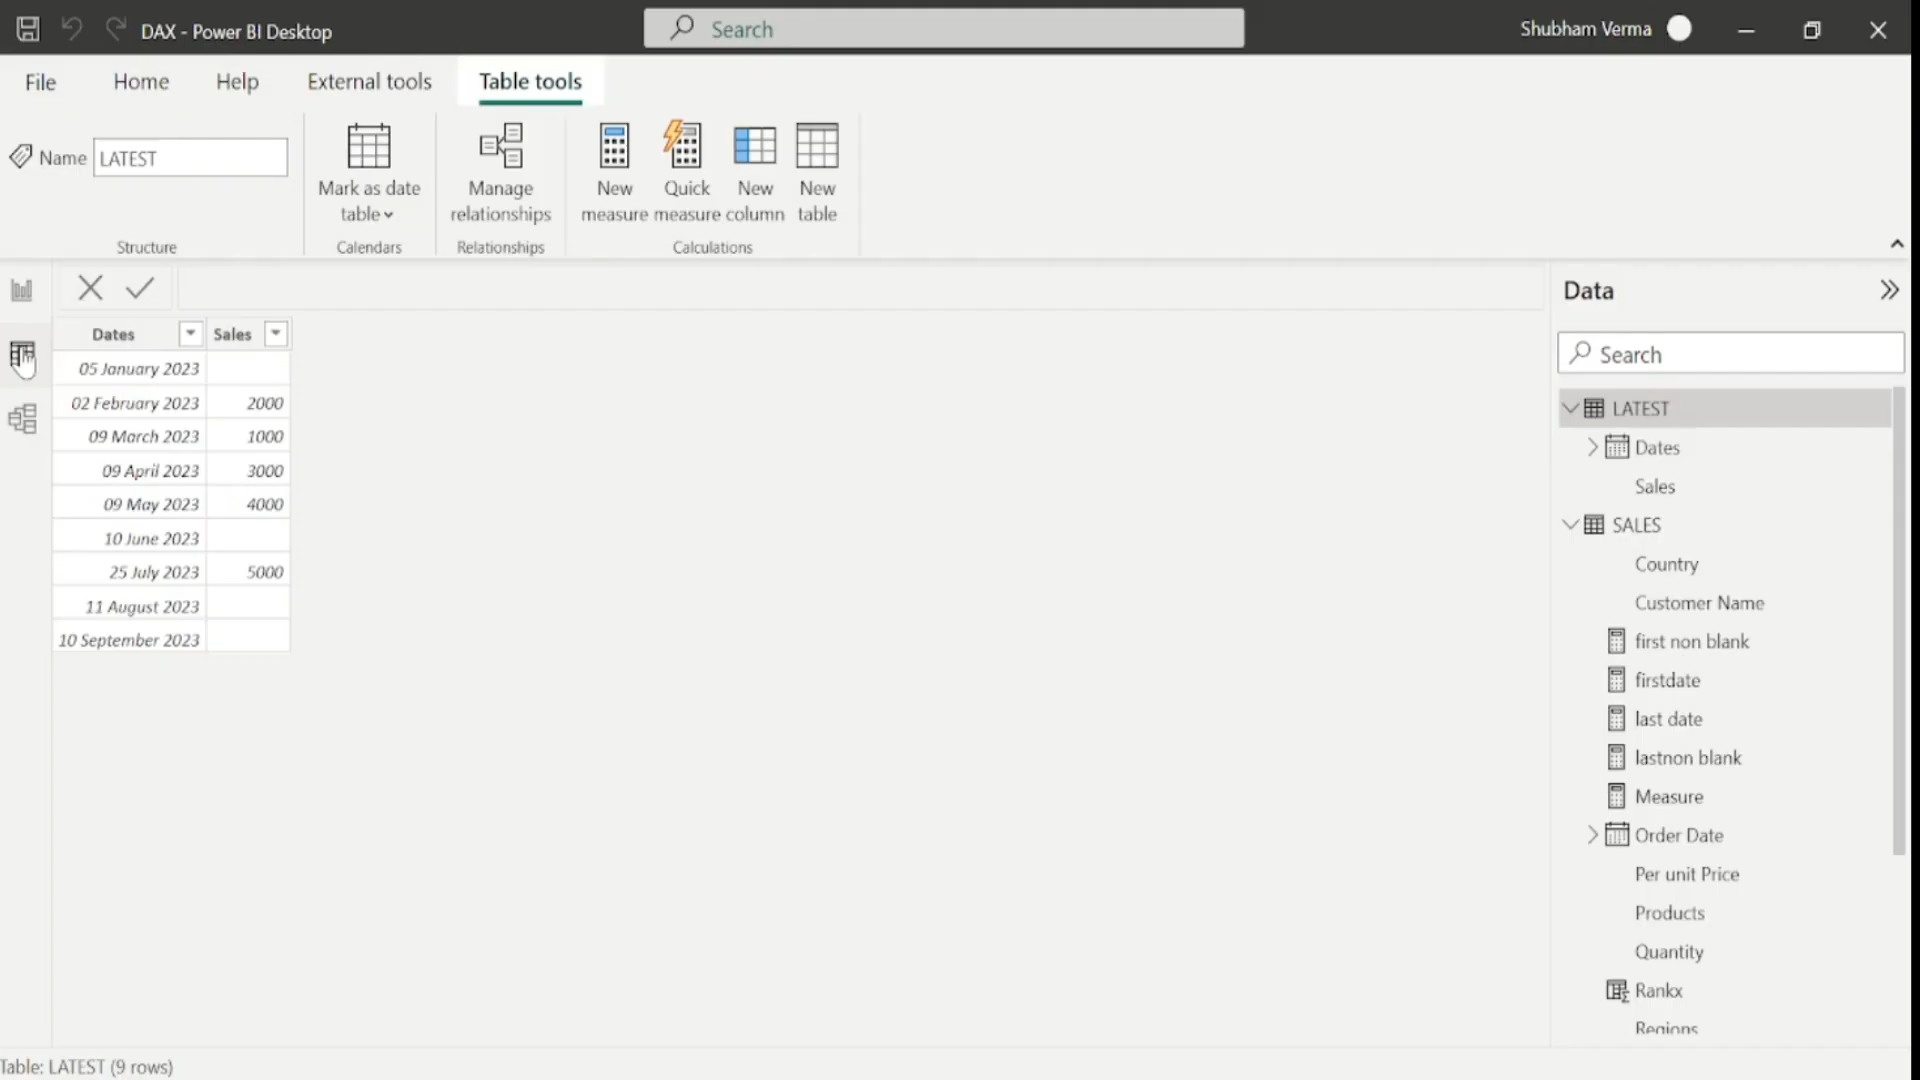 DAX - Power BI Desktop
Search
Shubham Verma
File
Home
Help
External tools
Table tools
Name
LATEST
Mark as date
table
Manage
relationships
New
measure
Quick
measure
New
column
New
table
Structure
Calendars
Relationships
Calculations
Dates
Sales
05 January 2023
02 February 2023
2000
09 March 2023
1000
09 April 2023
3000
09 May 2023
4000
10 June 2023
25 July 2023
5000
11 August 2023
10 September 2023
Data
Search
LATEST
Dates
Sales
SALES
Country
Customer Name
first non blank
firstdate
last date
lastnon blank
Measure
Order Date
Per unit Price
Products
Quantity
Rankx
Regions
Table: LATEST (9 rows)